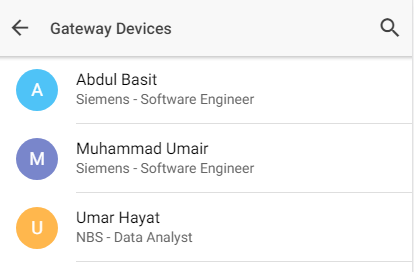 Gateway Devices
A
Abdul Basit
Siemens - Software Engineer
M
Muhammad Umair
Siemens - Software Engineer
U
Umar Hayat
NBS - Data Analyst